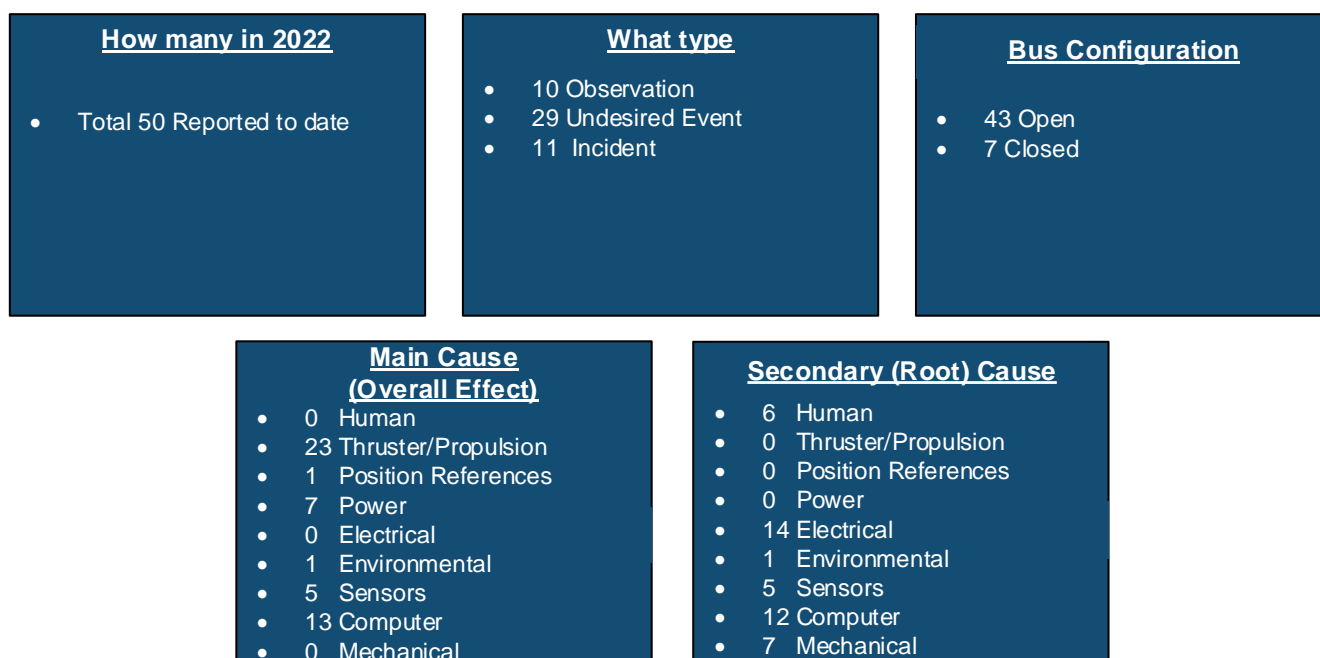 How many in 2022
• Total 50 Reported to date
What type
• 10 Observation
• 29 Undesired Event
• 11 Incident
Bus Configuration
• 43 Open
• 7 Closed
Main Cause
(Overall Effect)
• 0 Human
• 23 Thruster/Propulsion
• 1 Position References
• 7 Power
• 0 Electrical
• 1 Environmental
• 5 Sensors
• 13 Computer
• 0 Mechanical
Secondary (Root) Cause
• 6 Human
• 0 Thruster/Propulsion
• 0 Position References
• 0 Power
• 14 Electrical
• 1 Environmental
• 5 Sensors
• 12 Computer
• 7 Mechanical